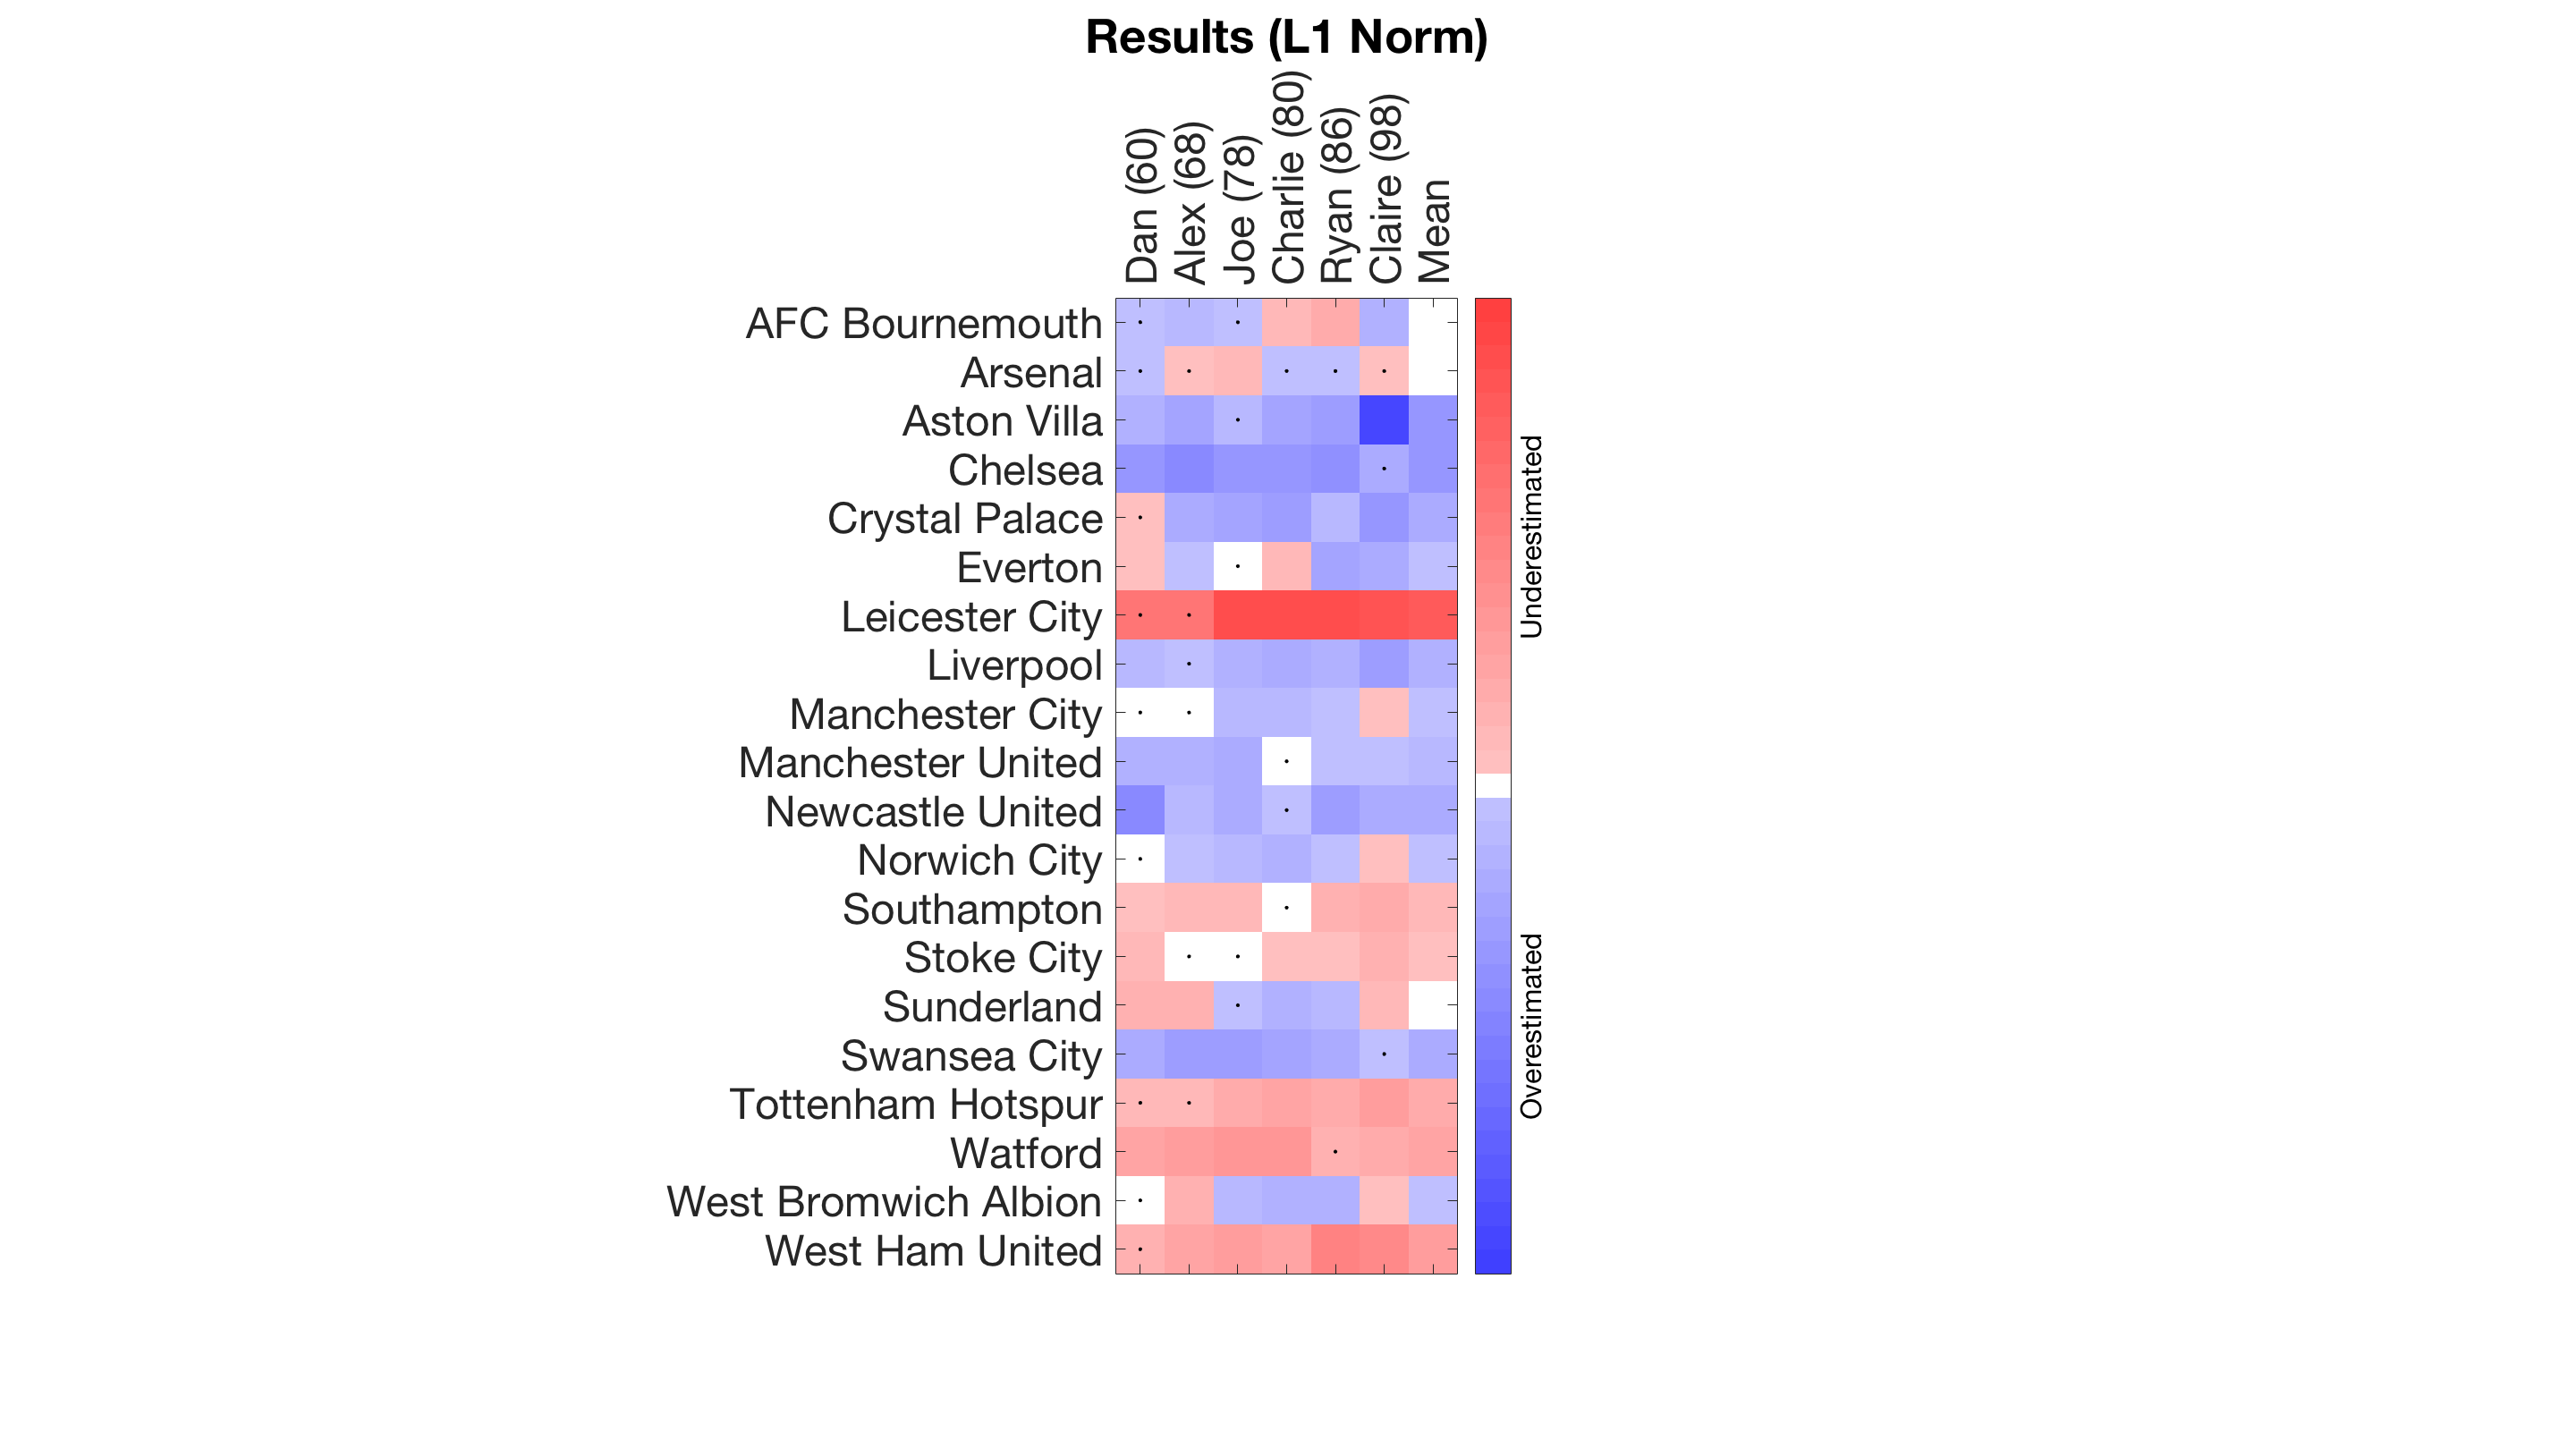 Results (L1 Norm)
Dan (60)
Alex (68)
Joe (78)
Charlie (80)
Ryan (86)
Claire (98)
Mean
AFC Bournemouth
Arsenal
Aston Villa
Chelsea
Crystal Palace
Everton
Leicester City
Liverpool
Manchester City
Manchester United
Newcastle United
Norwich City
Southampton
Stoke City
Sunderland
Swansea City
Tottenham Hotspur
Watford
West Bromwich Albion
West Ham United
Underestimated
Overestimated